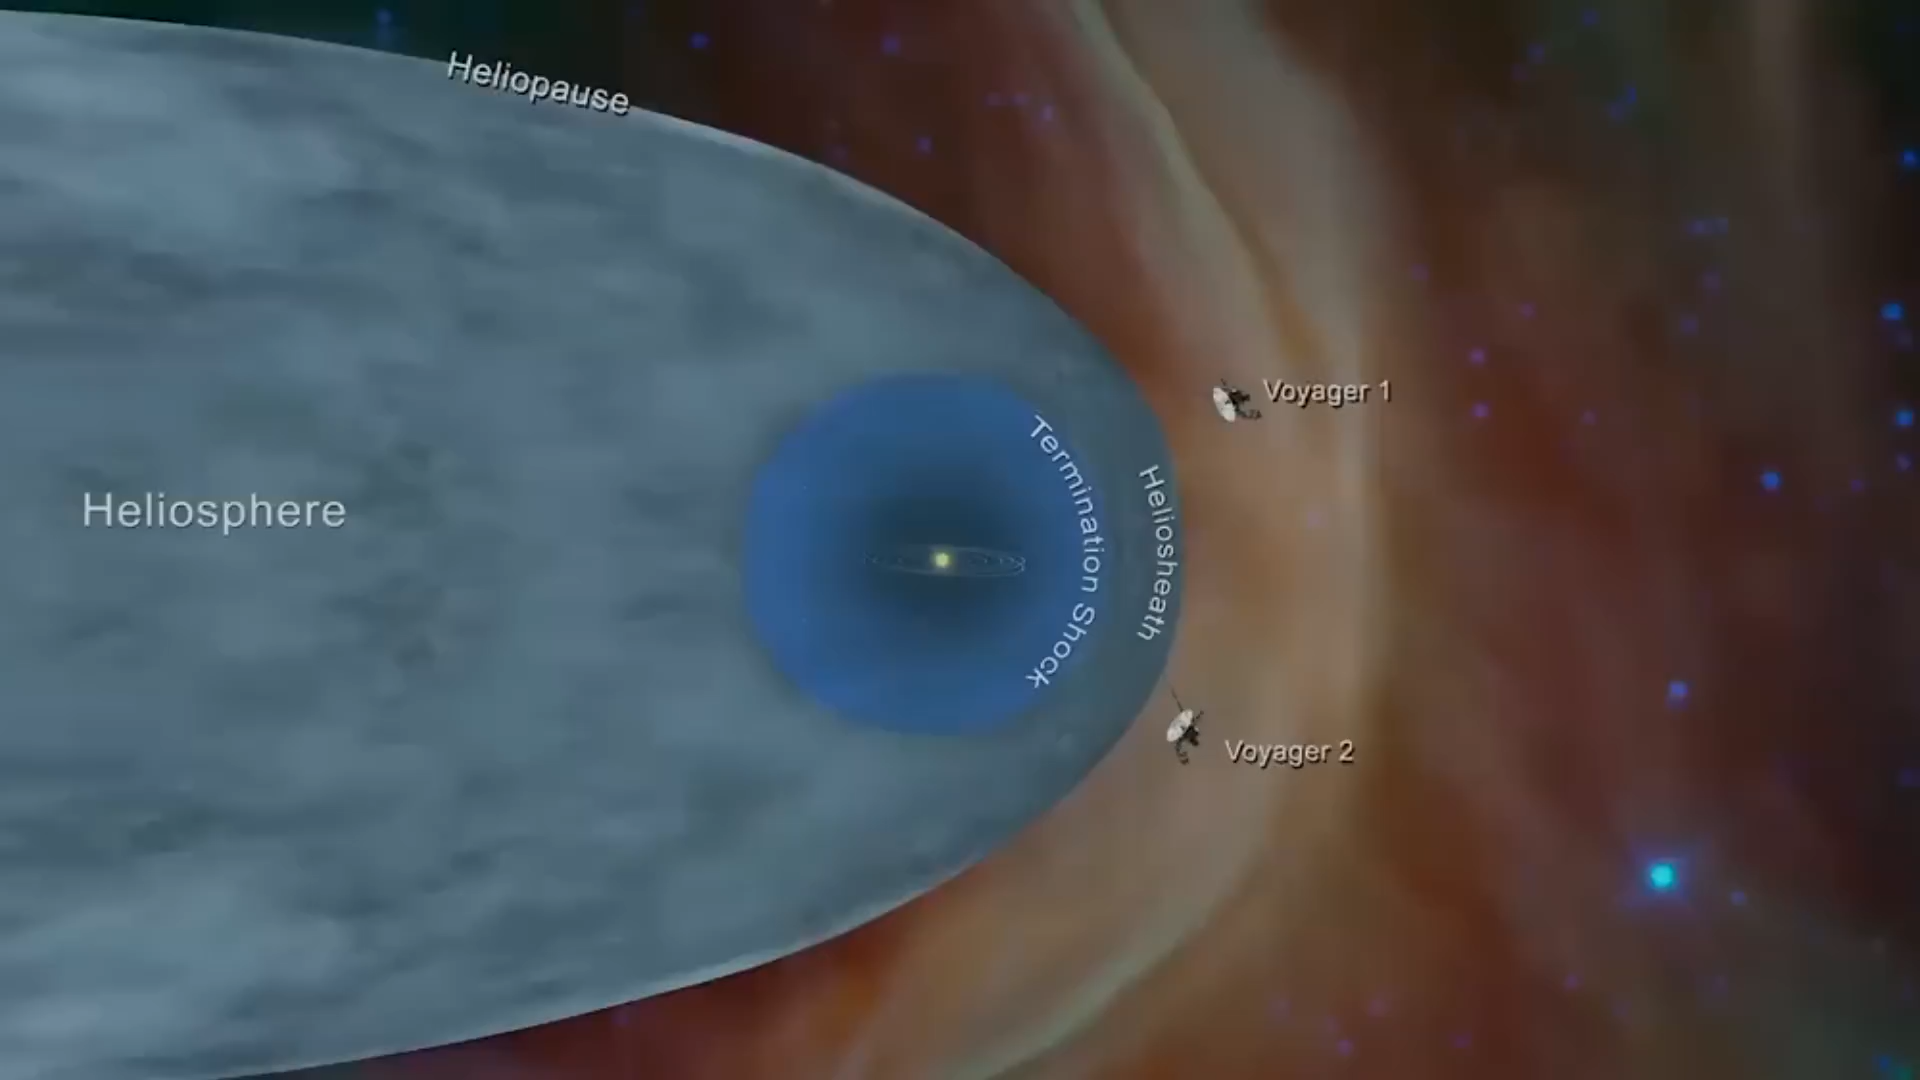 Heliopause
Voyager 1
Termination Shock
Heliosheath
Heliosphere
Voyager 2